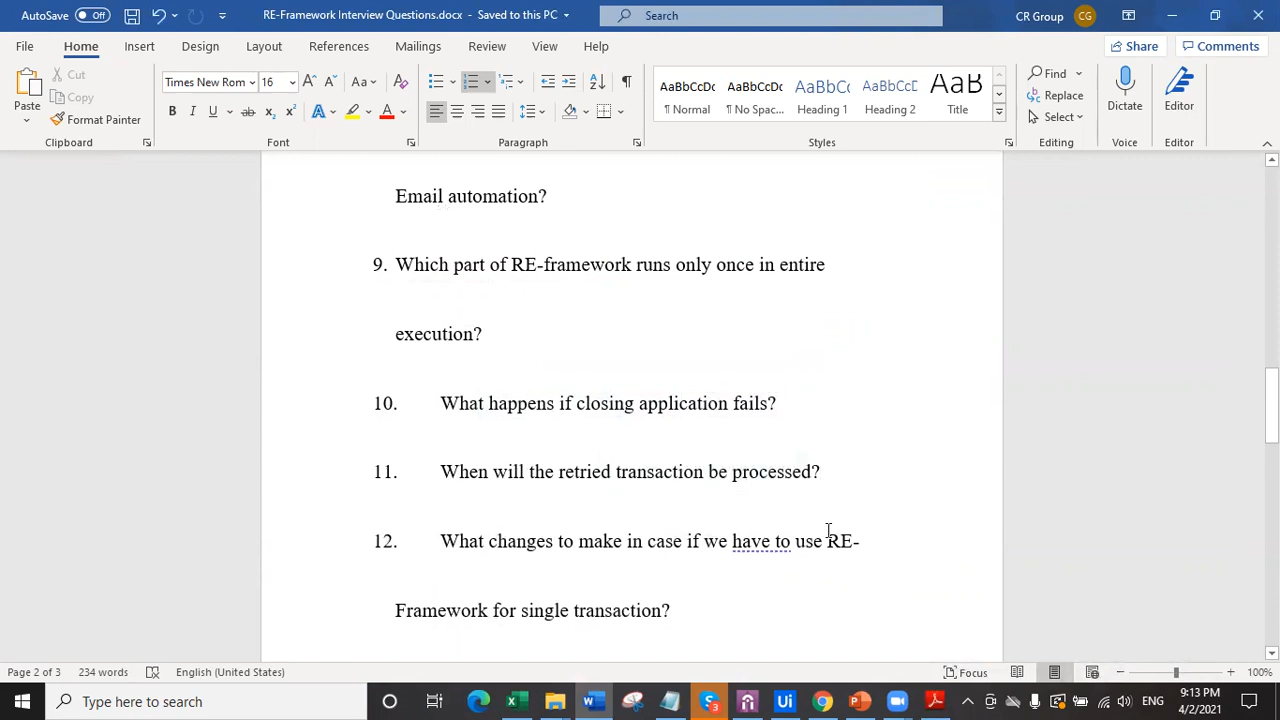 AutoSave Off RE-Framework Interview Questions.docx - Saved to this PC Search CR Group CG
File Home Insert Design Layout References Mailings Review View Help Share Comments
Paste Cut Copy Format Painter
Clipboard
Times New Rom 16 Aa
B I U ab x₂ x² A A
Font
Paragraph
AaBbCcDc AaBbCcDc AaBbCc AaBbCcE AaB
¶ Normal ¶ No Spac... Heading 1 Heading 2 Title
Styles
Find Replace Select
Editing
Dictate
Voice
Editor
Editor
Email automation?
9. Which part of RE-framework runs only once in entire
execution?
10. What happens if closing application fails?
11. When will the retried transaction be processed?
12. What changes to make in case if we have to use RE-
Framework for single transaction?
Page 2 of 3 234 words English (United States) Focus 100%
Type here to search ENG 9:13 PM
4/2/2021